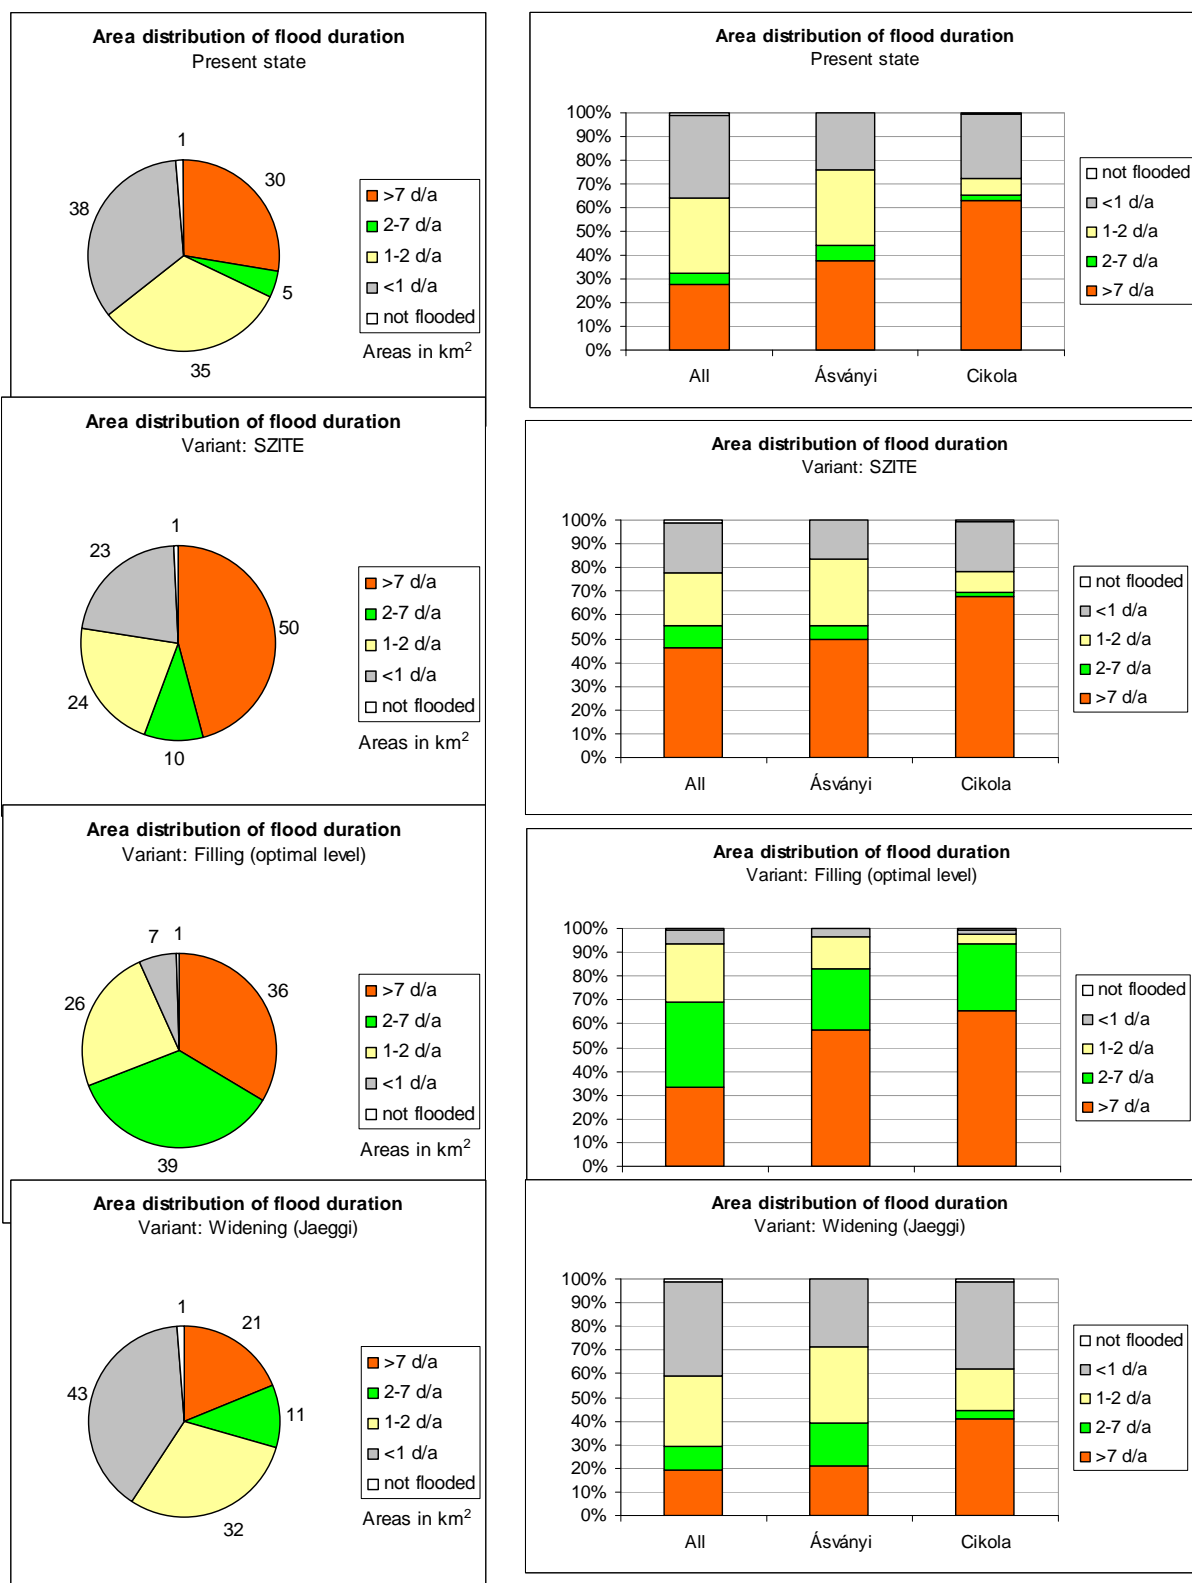 Area distribution of flood duration
Present state
1
30
38
5
35
>7 d/a
2-7 d/a
1-2 d/a
<1 d/a
not flooded
Areas in km²
Area distribution of flood duration
Present state
100%
90%
80%
70%
60%
50%
40%
30%
20%
10%
0%
All Ásványi Cikola
not flooded
<1 d/a
1-2 d/a
2-7 d/a
>7 d/a
Area distribution of flood duration
Variant: SZITE
1
23
50
24
10
>7 d/a
2-7 d/a
1-2 d/a
<1 d/a
not flooded
Areas in km²
Area distribution of flood duration
Variant: SZITE
100%
90%
80%
70%
60%
50%
40%
30%
20%
10%
0%
All Ásványi Cikola
not flooded
<1 d/a
1-2 d/a
2-7 d/a
>7 d/a
Area distribution of flood duration
Variant: Filling (optimal level)
7 1
36
26
39
>7 d/a
2-7 d/a
1-2 d/a
<1 d/a
not flooded
Areas in km²
Area distribution of flood duration
Variant: Filling (optimal level)
100%
90%
80%
70%
60%
50%
40%
30%
20%
10%
0%
not flooded
<1 d/a
1-2 d/a
2-7 d/a
>7 d/a
Area distribution of flood duration
Variant: Widening (Jaeggi)
1
21
43
11
32
>7 d/a
2-7 d/a
1-2 d/a
<1 d/a
not flooded
Areas in km²
Area distribution of flood duration
Variant: Widening (Jaeggi)
100%
90%
80%
70%
60%
50%
40%
30%
20%
10%
0%
All Ásványi Cikola
not flooded
<1 d/a
1-2 d/a
2-7 d/a
>7 d/a